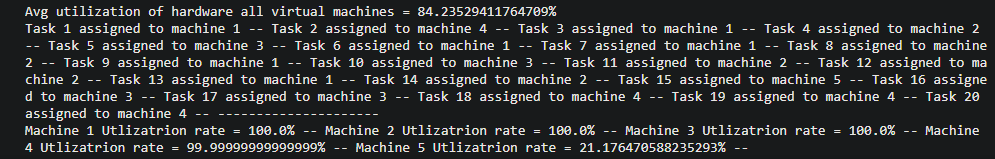 Avg utilization of hardware all virtual machines = 84.23529411764709%
Task 1 assigned to machine 1 -- Task 2 assigned to machine 4 -- Task 3 assigned to machine 1 -- Task 4 assigned to machine 2
-- Task 5 assigned to machine 3 -- Task 6 assigned to machine 1 -- Task 7 assigned to machine 1 -- Task 8 assigned to machine
2 -- Task 9 assigned to machine 1 -- Task 10 assigned to machine 3 -- Task 11 assigned to machine 2 -- Task 12 assigned to ma
chine 2 -- Task 13 assigned to machine 1 -- Task 14 assigned to machine 2 -- Task 15 assigned to machine 5 -- Task 16 assigne
d to machine 3 -- Task 17 assigned to machine 3 -- Task 18 assigned to machine 4 -- Task 19 assigned to machine 4 -- Task 20
assigned to machine 4 -- ---------------------
Machine 1 Utlizatrion rate = 100.0% -- Machine 2 Utlizatrion rate = 100.0% -- Machine 3 Utlizatrion rate = 100.0% -- Machine
4 Utlizatrion rate = 99.99999999999999% -- Machine 5 Utlizatrion rate = 21.176470588235293% --